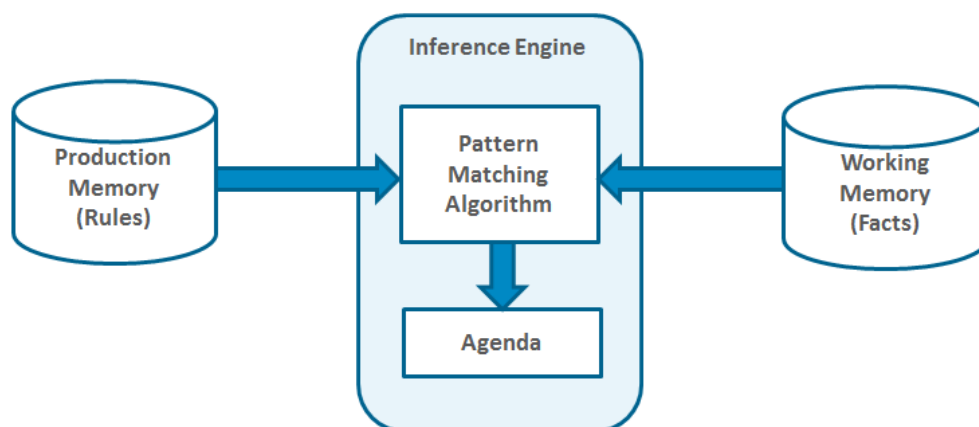 Inference Engine
Production
Memory
(Rules)
Pattern
Matching
Algorithm
Working
Memory
(Facts)
Agenda